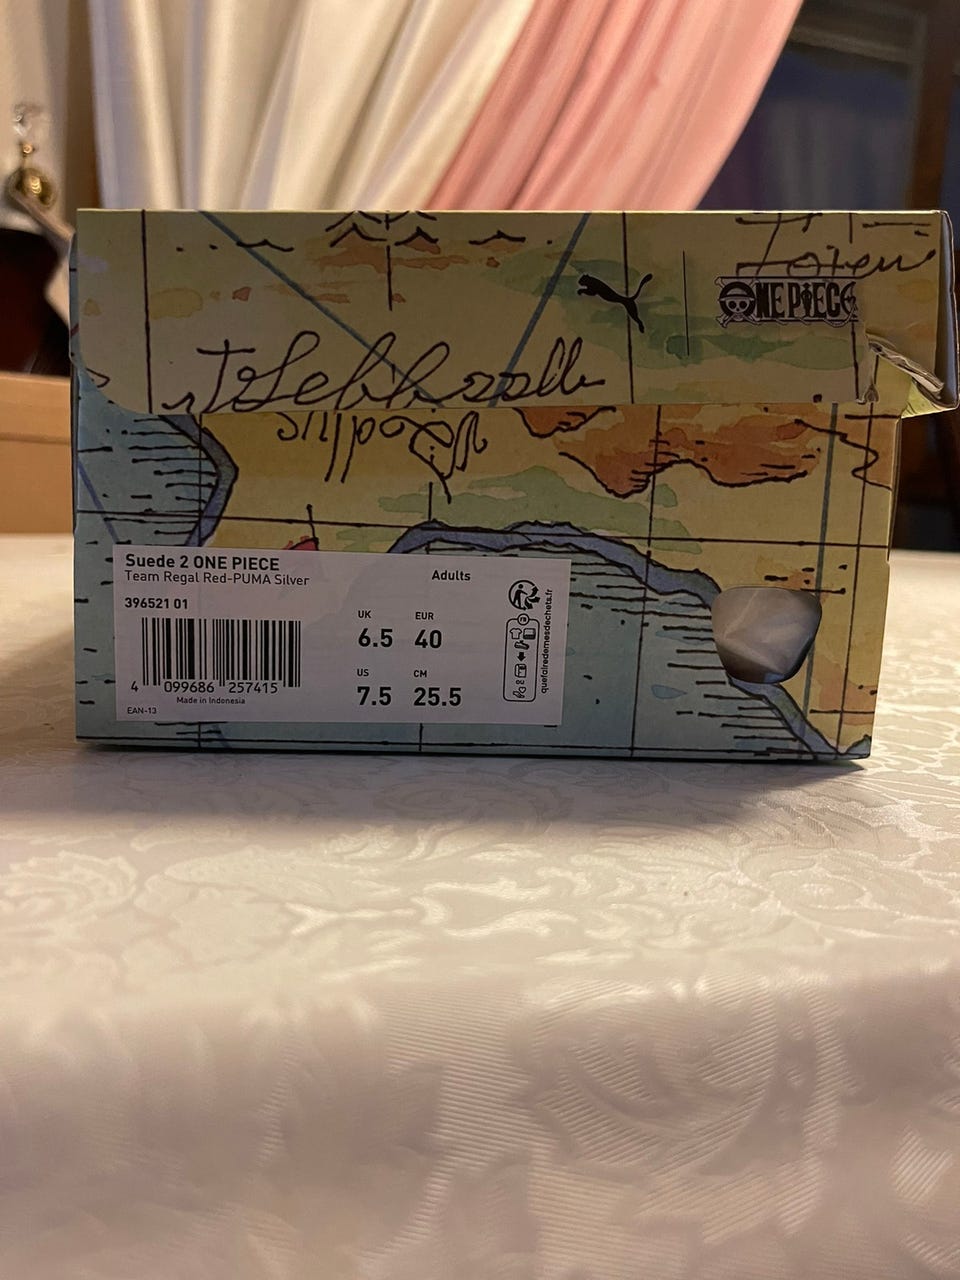 ONE PIECE
Suede 2 ONE PIECE
Team Regal Red-PUMA Silver
Adults
396521 01
UK
EUR
6.5
40
US
CM
7.5
25.5
4 099686 257415
Made in Indonesia
EAN-13
FR
quefairedemesdechets.fr